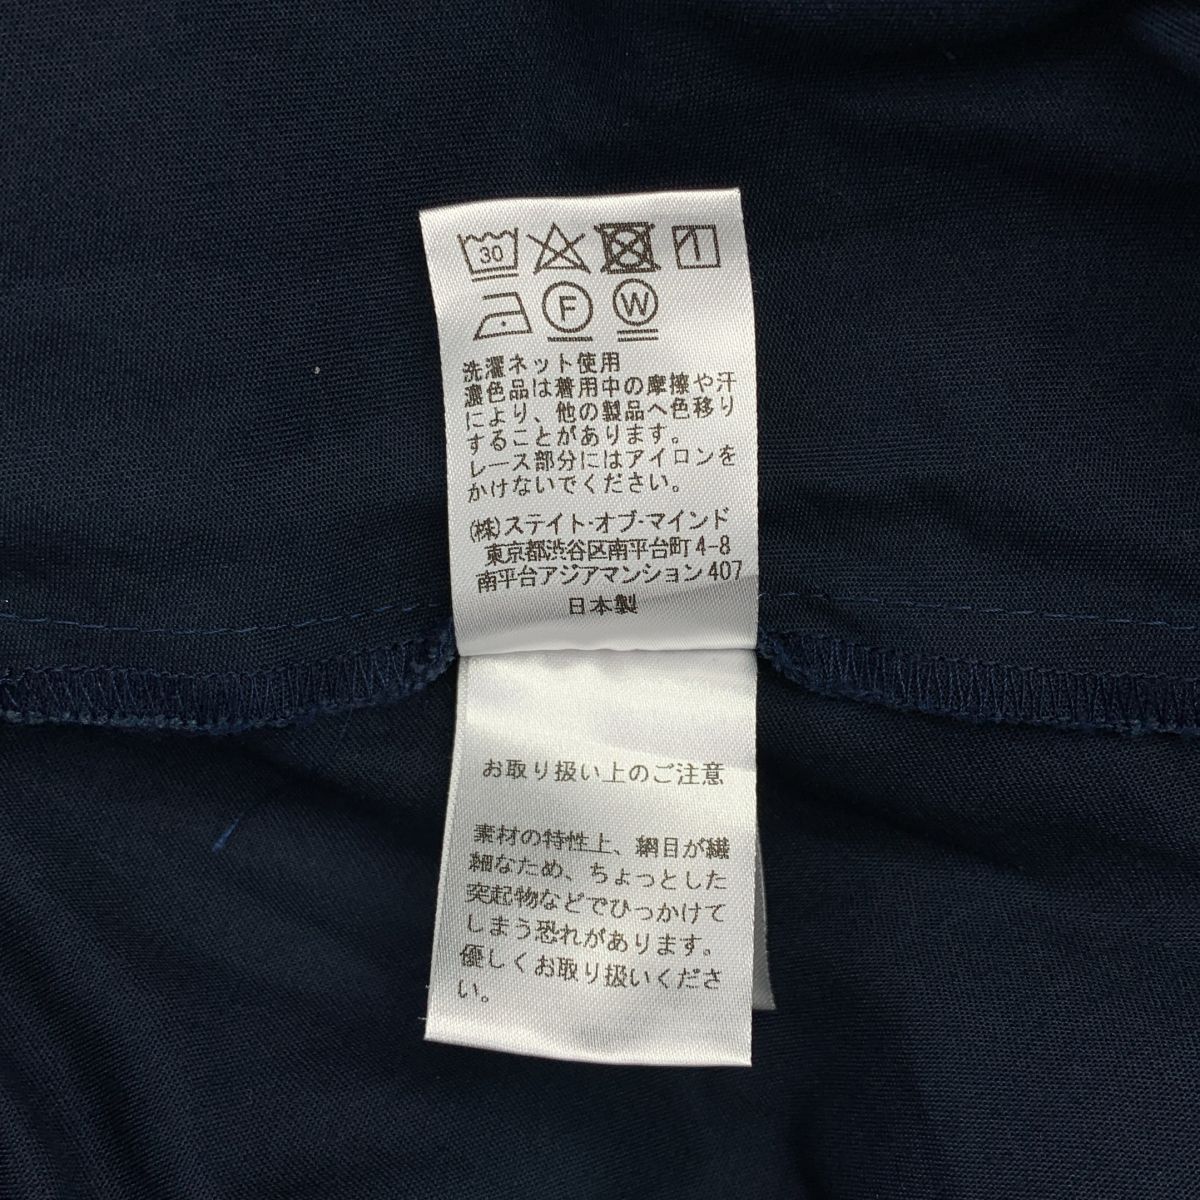 30
F W
洗濯ネット使用
濃色品は着用中の摩擦や汗
により、他の製品へ色移り
することがあります。
レース部分にはアイロンを
かけないでください。
(株)ステイト・オブ・マインド
東京都渋谷区南平台町4-8
南平台アジアマンション407
日本製
お取り扱い上のご注意
素材の特性上、網目が繊
細なため、ちょっとした
突起物などでひっかけて
しまう恐れがあります。
優しくお取り扱いくださ
い。